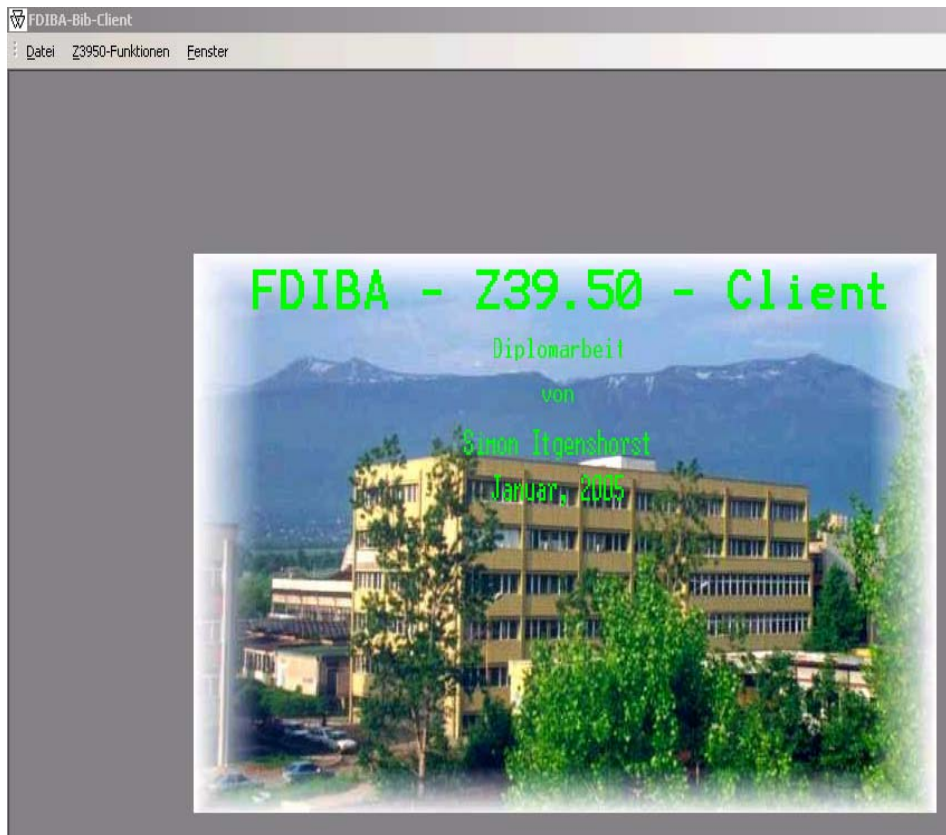 FDIBA-Bib-Client
Datei Z3950-Funktionen Fenster
FDIBA - Z39.50 - Client
Diplomarbeit
von
Simon Itgenshorst
Januar, 2005